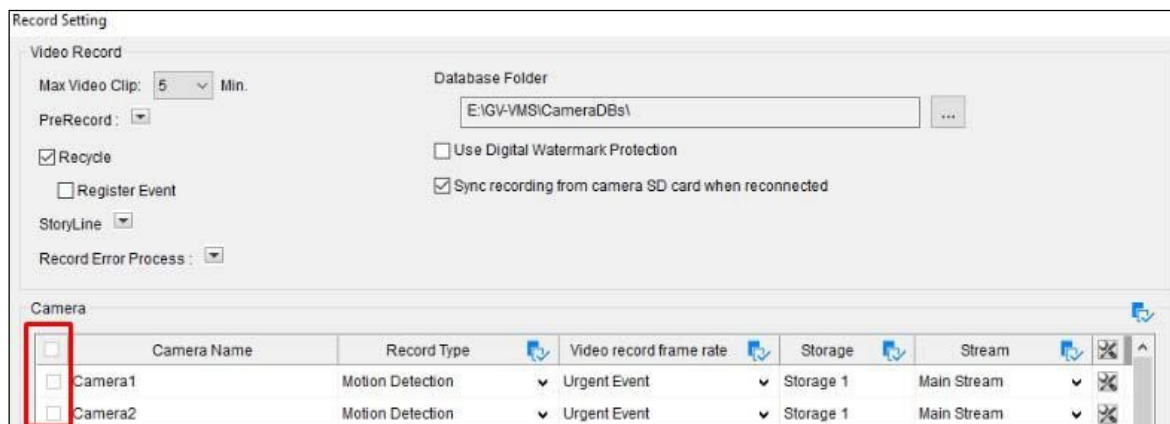 Record Setting
Video Record
Max Video Clip: 5 Min.
PreRecord :
Recycle
Register Event
StoryLine
Record Error Process :
Database Folder
E:\GV-VMS\CameraDBs\
...
Use Digital Watermark Protection
Sync recording from camera SD card when reconnected
Camera
Camera Name Record Type Video record frame rate Storage Stream
Camera1 Motion Detection Urgent Event Storage 1 Main Stream
Camera2 Motion Detection Urgent Event Storage 1 Main Stream